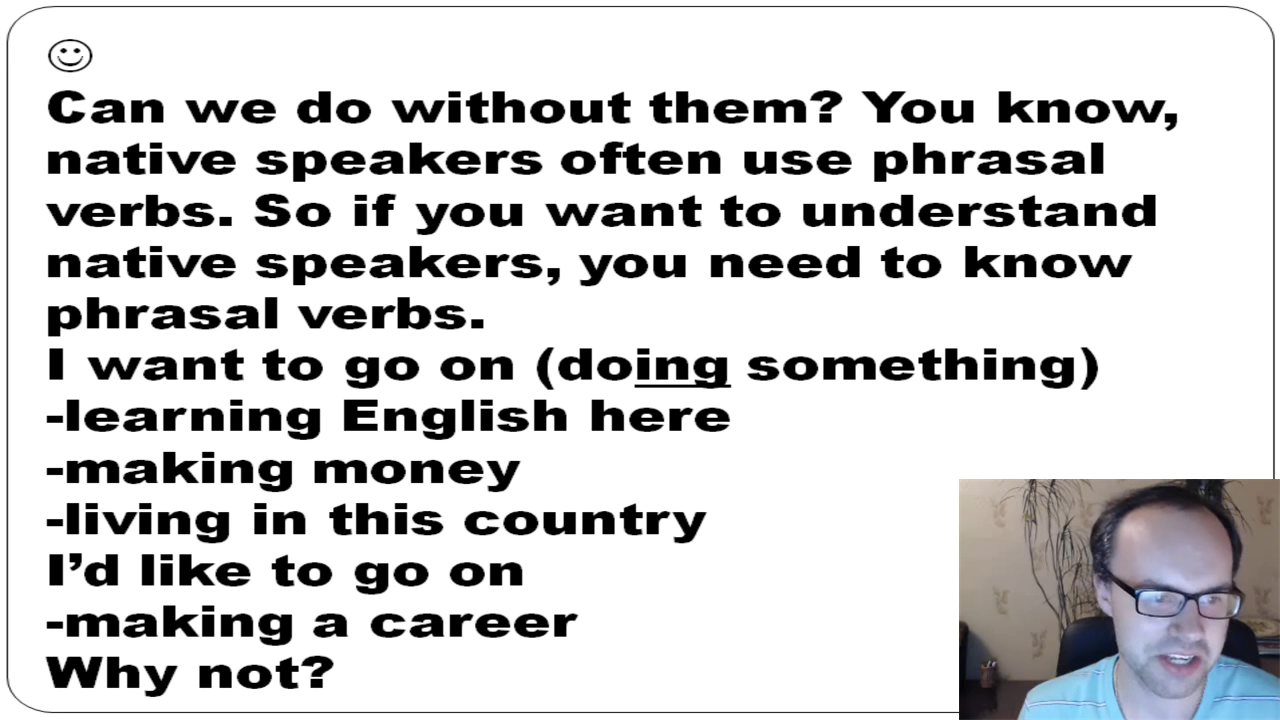 Can we do without them? You know,
native speakers often use phrasal
verbs. So if you want to understand
native speakers, you need to know
phrasal verbs.
I want to go on (doing something)
-learning English here
-making money
-living in this country
I’d like to go on
-making a career
Why not?